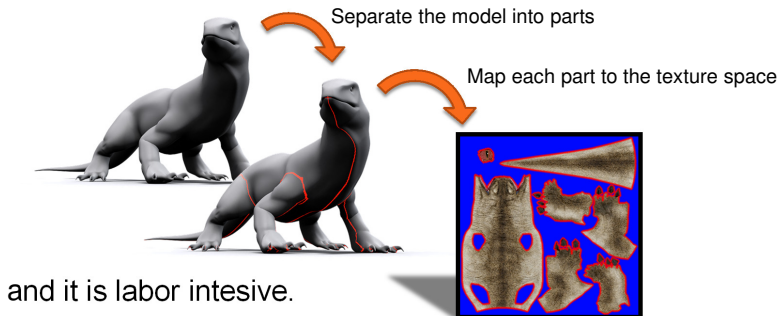 Separate the model into parts
Map each part to the texture space
and it is labor intesive.